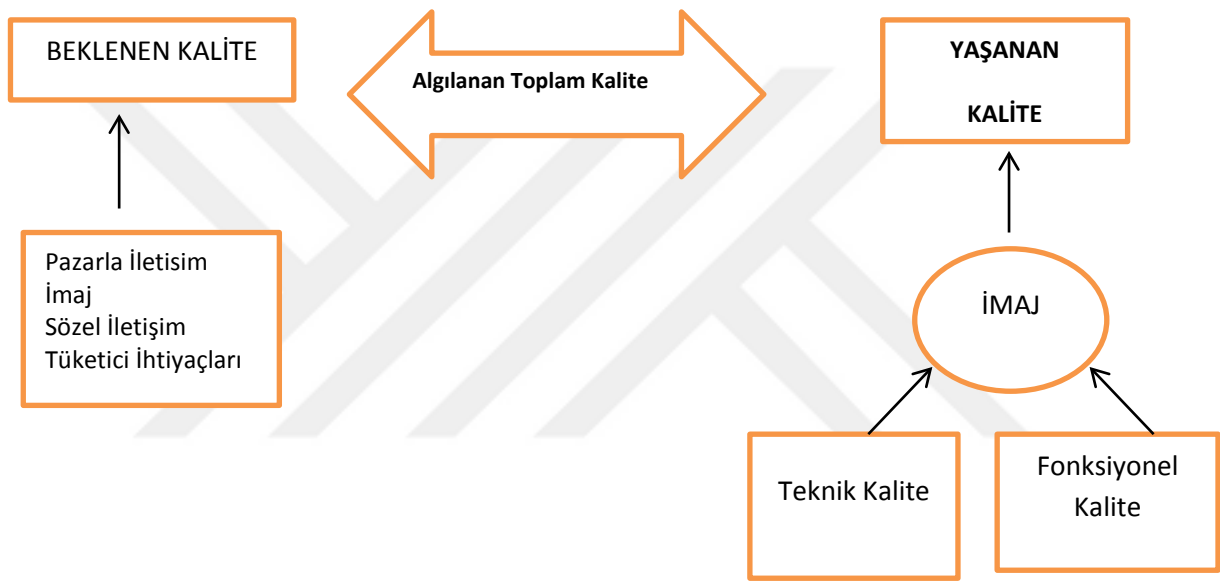 BEKLENEN KALİTE
Algılanan Toplam Kalite
YAŞANAN
KALİTE
Pazarla İletisim
İmaj
Sözel İletişim
Tüketici İhtiyaçları
İMAJ
Teknik Kalite
Fonksiyonel
Kalite